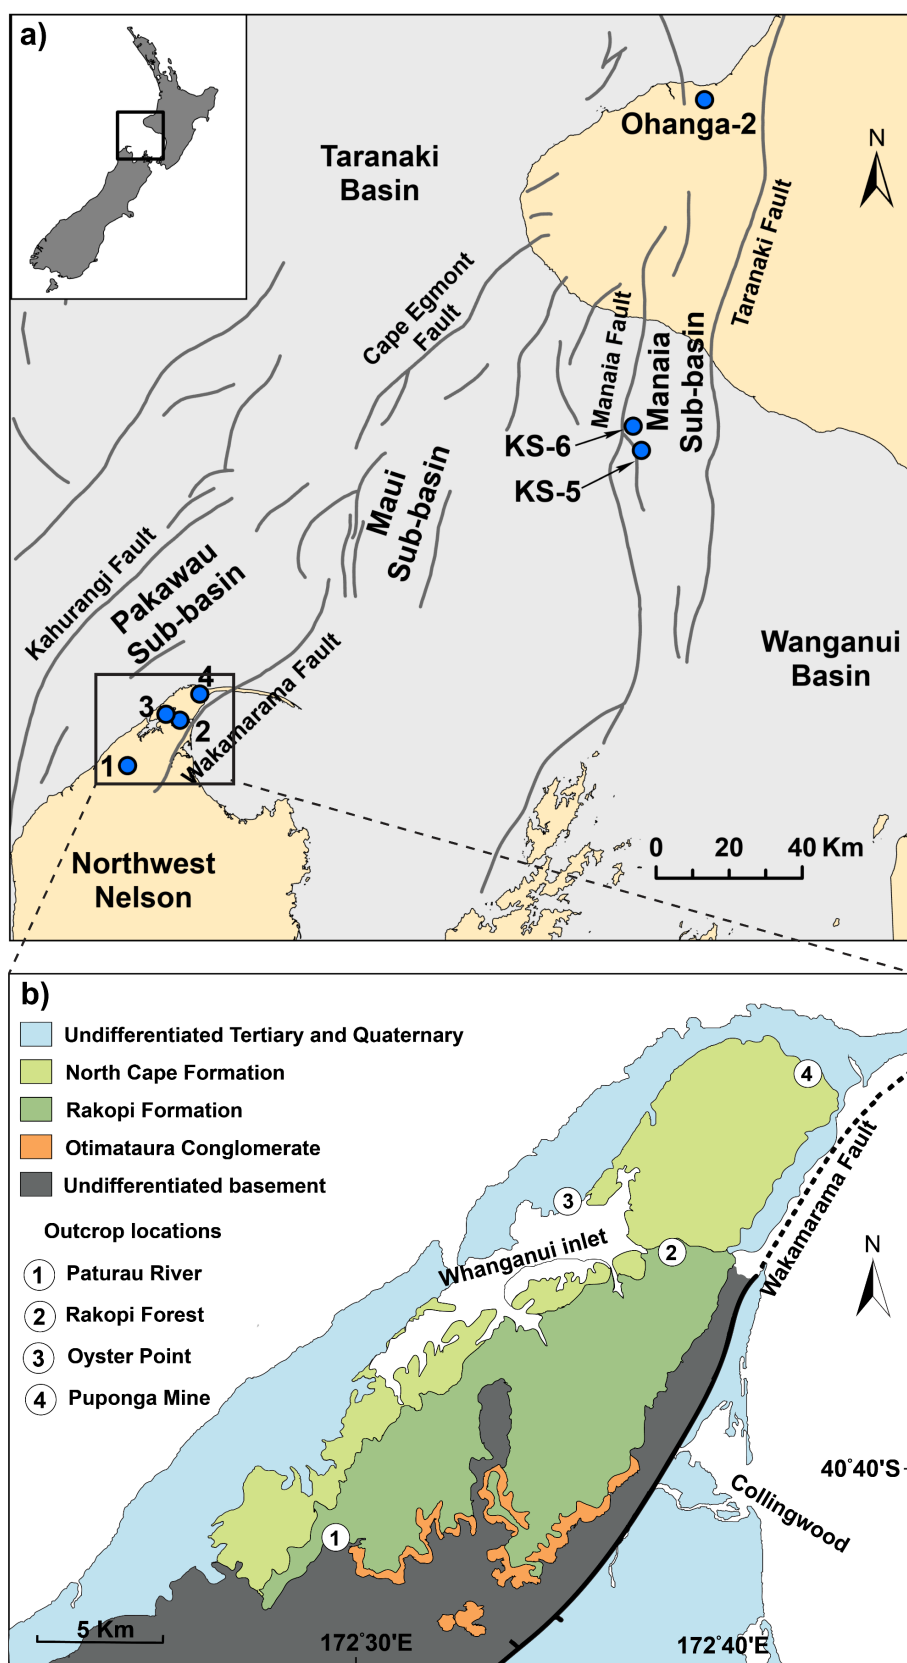 a)
N
Ohanga-2
Taranaki
Basin
Taranaki Fault
Cape Egmont
Fault
Manaia Fault
Manaia
Sub-basin
KS-6
KS-5
Maui
Sub-basin
Kahurangi Fault
Pakawau
Sub-basin
Wanganui
Basin
Wakamarama Fault
4
3
2
1
Northwest
Nelson
0 20 40 Km
b)
Undifferentiated Tertiary and Quaternary
North Cape Formation
Rakopi Formation
Otimataura Conglomerate
Undifferentiated basement
Outcrop locations
1 Paturau River
2 Rakopi Forest
3 Oyster Point
4 Puponga Mine
4
3
2
1
Whanganui inlet
Wakamarama Fault
N
40°40'S
Collingwood
5 Km
172°30'E
172°40'E